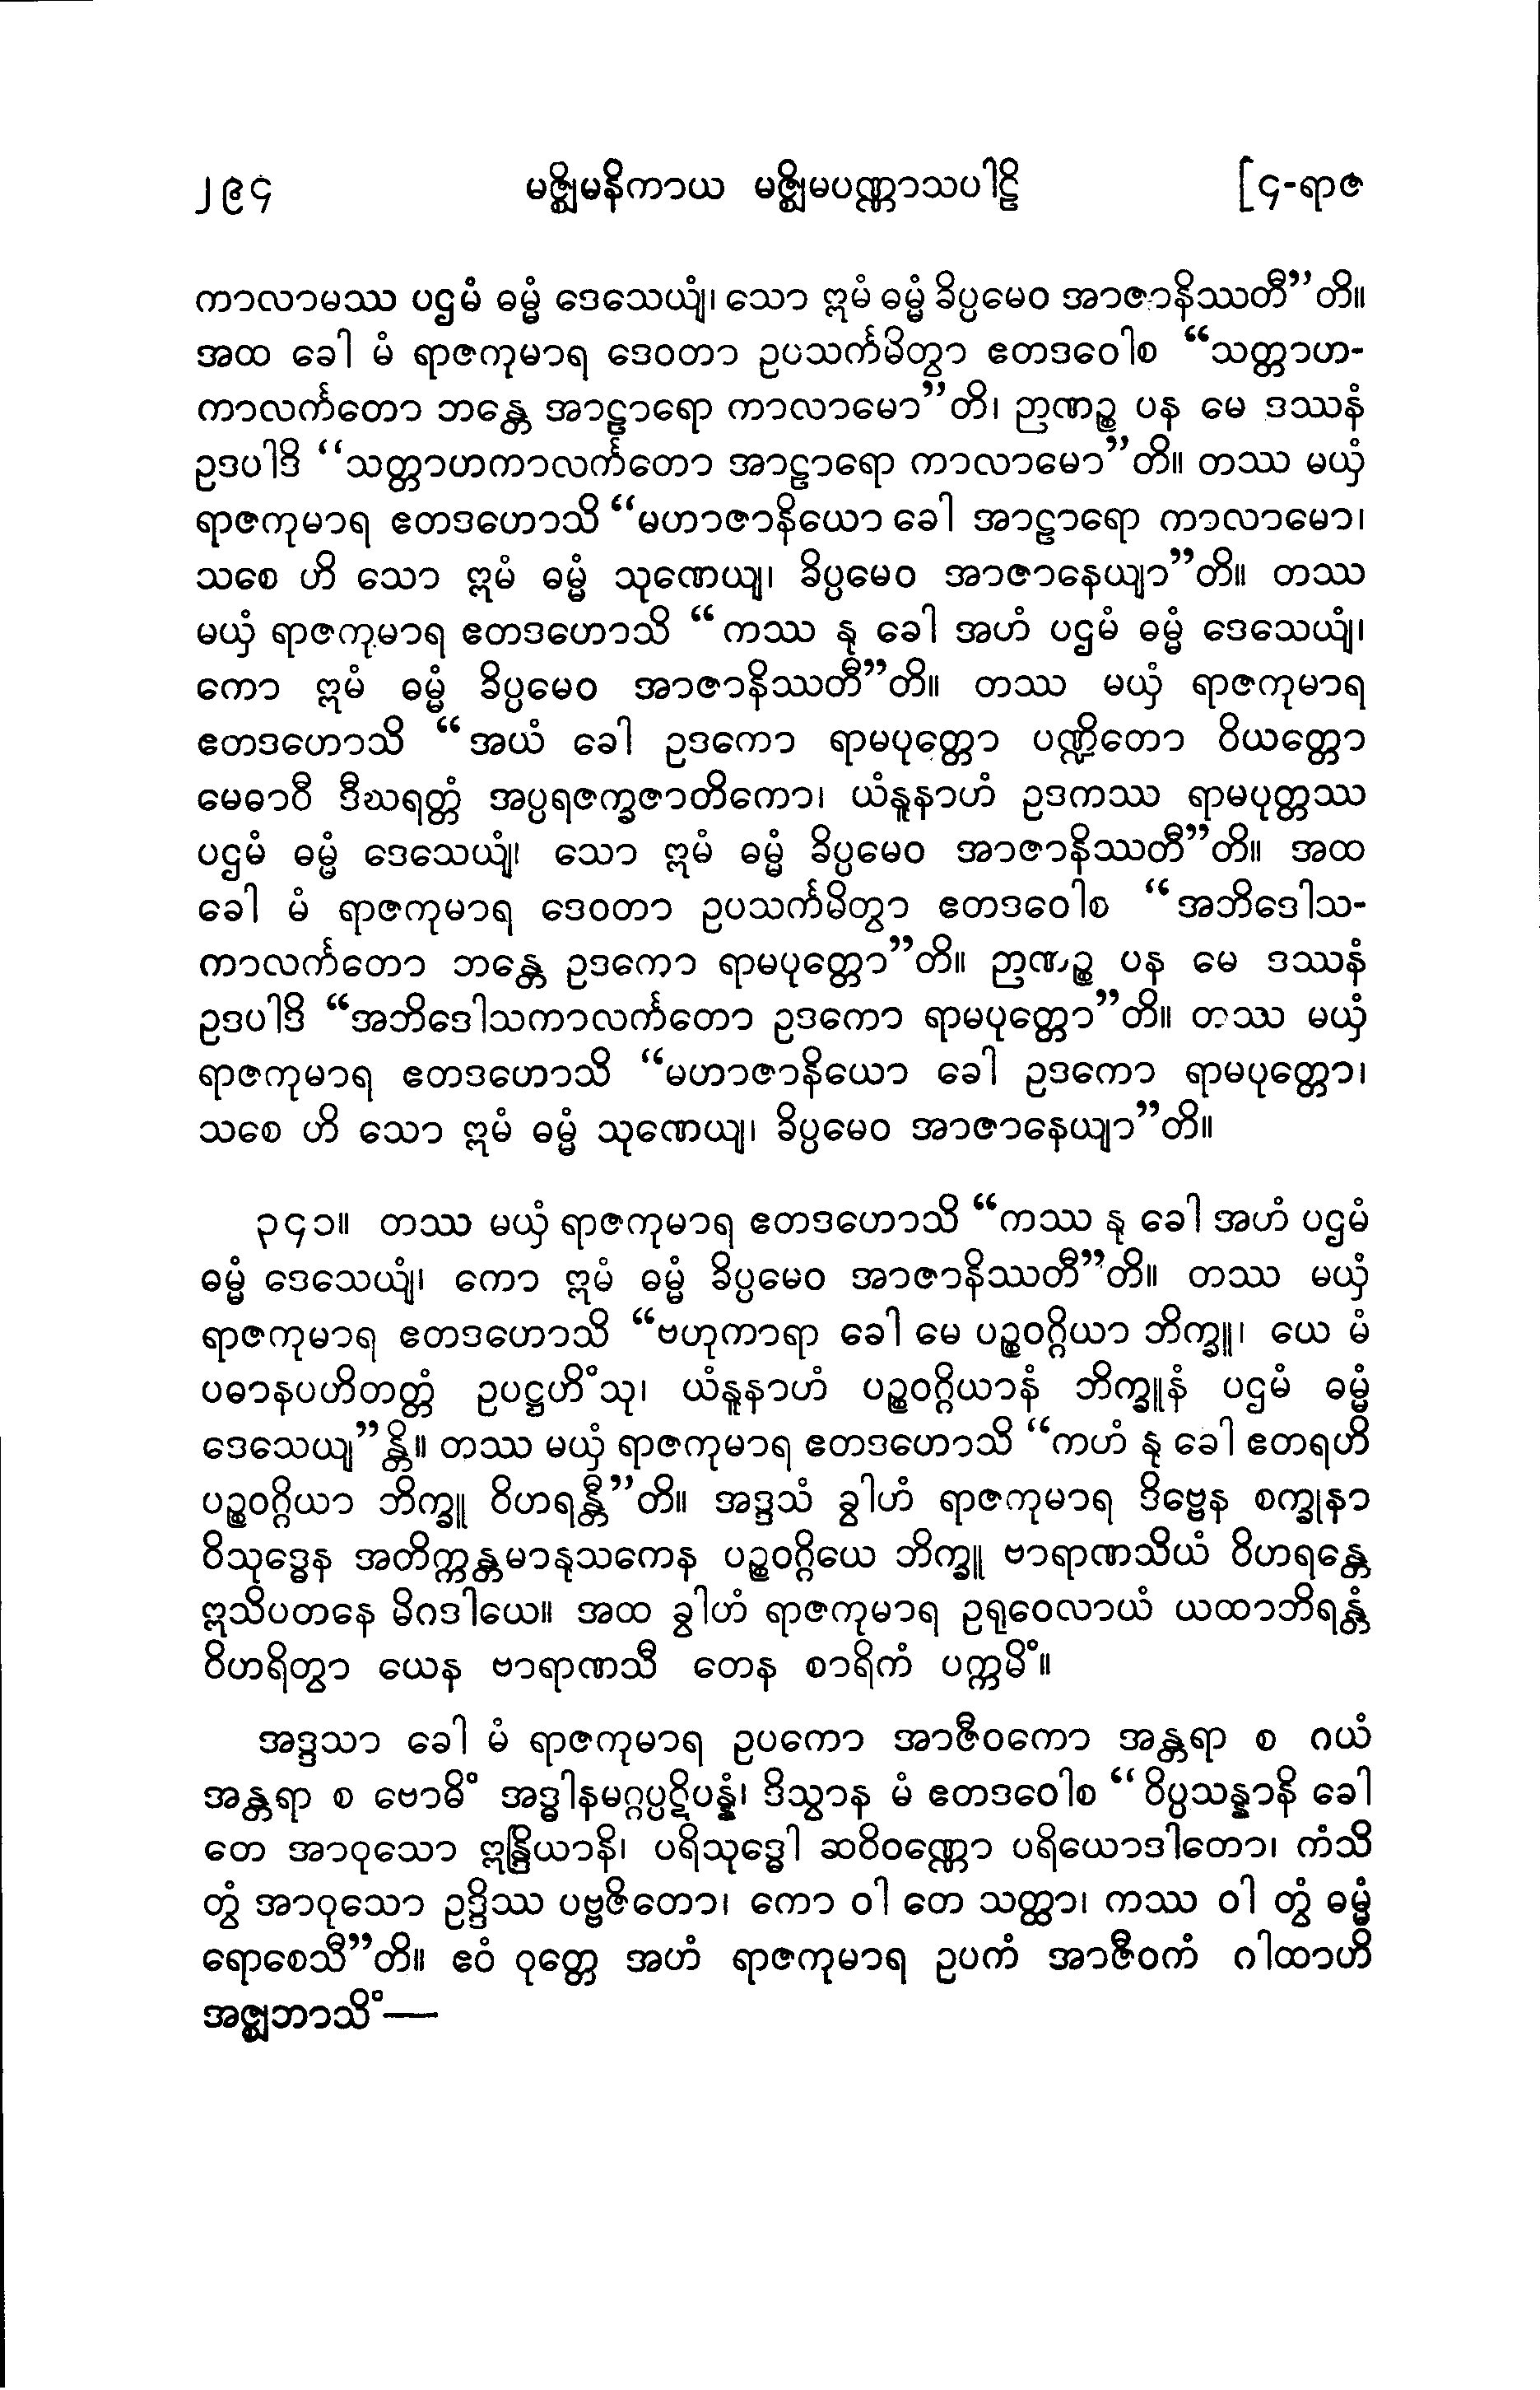 ၂၉၄ မဇ္ဈိမနိကာယ မဇ္ဈိမပဏ္ဏာသပါဠိ [၄-ရာဇ
ကာလာမဿ ပဌမံ ဓမ္မံ ဒေသေယျံ၊ သော ဣမံ ဓမ္မံ ခိပ္ပမေဝ အာဇာနိဿတီ”တိ။
အထ ခေါ မံ ရာဇကုမာရ ဒေဝတာ ဥပသင်္ကမိတွာ ဧတဒဝေါစ “သတ္တာဟ-
ကာလင်္ကတော ဘန္တေ အာဠာရော ကာလာမော”တိ၊ ဉာဏဉ္စ ပန မေ ဒဿနံ
ဥဒပါဒိ “သတ္တာဟကာလင်္ကတော အာဠာရော ကာလာမော”တိ။ တဿ မယှံ
ရာဇကုမာရ ဧတဒဟောသိ “မဟာဇာနိယော ခေါ အာဠာရော ကာလာမော၊
သစေ ဟိ သော ဣမံ ဓမ္မံ သုဏေယျ၊ ခိပ္ပမေဝ အာဇာနေယျာ”တိ။ တဿ
မယှံ ရာဇကုမာရ ဧတဒဟောသိ “ကဿ နု ခေါ အဟံ ပဌမံ ဓမ္မံ ဒေသေယျံ၊
ကော ဣမံ ဓမ္မံ ခိပ္ပမေဝ အာဇာနိဿတီ”တိ။ တဿ မယှံ ရာဇကုမာရ
ဧတဒဟောသိ “အယံ ခေါ ဥဒကော ရာမပုတ္တော ပဏ္ဍိတော ဝိယတ္တော
မေဓာဝီ ဒီဃရတ္တံ အပ္ပရဇက္ခဇာတိကော၊ ယံနူနာဟံ ဥဒကဿ ရာမပုတ္တဿ
ပဌမံ ဓမ္မံ ဒေသေယျံ၊ သော ဣမံ ဓမ္မံ ခိပ္ပမေဝ အာဇာနိဿတီ”တိ။ အထ
ခေါ မံ ရာဇကုမာရ ဒေဝတာ ဥပသင်္ကမိတွာ ဧတဒဝေါစ “အဘိဒေါသ-
ကာလင်္ကတော ဘန္တေ ဥဒကော ရာမပုတ္တော”တိ။ ဉာဏဉ္စ ပန မေ ဒဿနံ
ဥဒပါဒိ “အဘိဒေါသကာလင်္ကတော ဥဒကော ရာမပုတ္တော”တိ။ တဿ မယှံ
ရာဇကုမာရ ဧတဒဟောသိ “မဟာဇာနိယော ခေါ ဥဒကော ရာမပုတ္တော၊
သစေ ဟိ သော ဣမံ ဓမ္မံ သုဏေယျ၊ ခိပ္ပမေဝ အာဇာနေယျာ”တိ။
၃၄၁။ တဿ မယှံ ရာဇကုမာရ ဧတဒဟောသိ “ကဿ နု ခေါ အဟံ ပဌမံ
ဓမ္မံ ဒေသေယျံ၊ ကော ဣမံ ဓမ္မံ ခိပ္ပမေဝ အာဇာနိဿတီ”တိ။ တဿ မယှံ
ရာဇကုမာရ ဧတဒဟောသိ “ဗဟုကာရာ ခေါ မေ ပဉ္စဝဂ္ဂိယာ ဘိက္ခူ၊ ယေ မံ
ပဓာနပဟိတတ္တံ ဥပဋ္ဌဟိံသု၊ ယံနူနာဟံ ပဉ္စဝဂ္ဂိယာနံ ဘိက္ခူနံ ပဌမံ ဓမ္မံ
ဒေသေယျ”န္တိ။ တဿ မယှံ ရာဇကုမာရ ဧတဒဟောသိ “ကဟံ နု ခေါ ဧတရဟိ
ပဉ္စဝဂ္ဂိယာ ဘိက္ခူ ဝိဟရန္တီ”တိ။ အဒ္ဒသံ ခွါဟံ ရာဇကုမာရ ဒိဗ္ဗေန စက္ခုနာ
ဝိသုဒ္ဓေန အတိက္ကန္တမာနုသကေန ပဉ္စဝဂ္ဂိယေ ဘိက္ခူ ဗာရာဏသိယံ ဝိဟရန္တေ
ဣသိပတနေ မိဂဒါယေ။ အထ ခွါဟံ ရာဇကုမာရ ဥရုဝေလာယံ ယထာဘိရန္တံ
ဝိဟရိတွာ ယေန ဗာရာဏသီ တေန စာရိကံ ပက္ကမိံ။
အဒ္ဒသာ ခေါ မံ ရာဇကုမာရ ဥပကော အာဇီဝကော အန္တရာ စ ဂယံ
အန္တရာ စ ဗောဓိံ အဒ္ဓါနမဂ္ဂပ္ပဋိပန္နံ၊ ဒိသွာန မံ ဧတဒဝေါစ “ဝိပ္ပသန္နာနိ ခေါ
တေ အာဝုသော ဣန္ဒြိယာနိ၊ ပရိသုဒ္ဓေါ ဆဝိဝဏ္ဏော ပရိယောဒါတော၊ ကံသိ
တွံ အာဝုသော ဥဒ္ဒိဿ ပဗ္ဗဇိတော၊ ကော ဝါ တေ သတ္ထာ၊ ကဿ ဝါ တွံ ဓမ္မံ
ရောစေသီ”တိ။ ဧဝံ ဝုတ္တေ အဟံ ရာဇကုမာရ ဥပကံ အာဇီဝကံ ဂါထာဟိ
အဇ္ဈဘာသိံ—